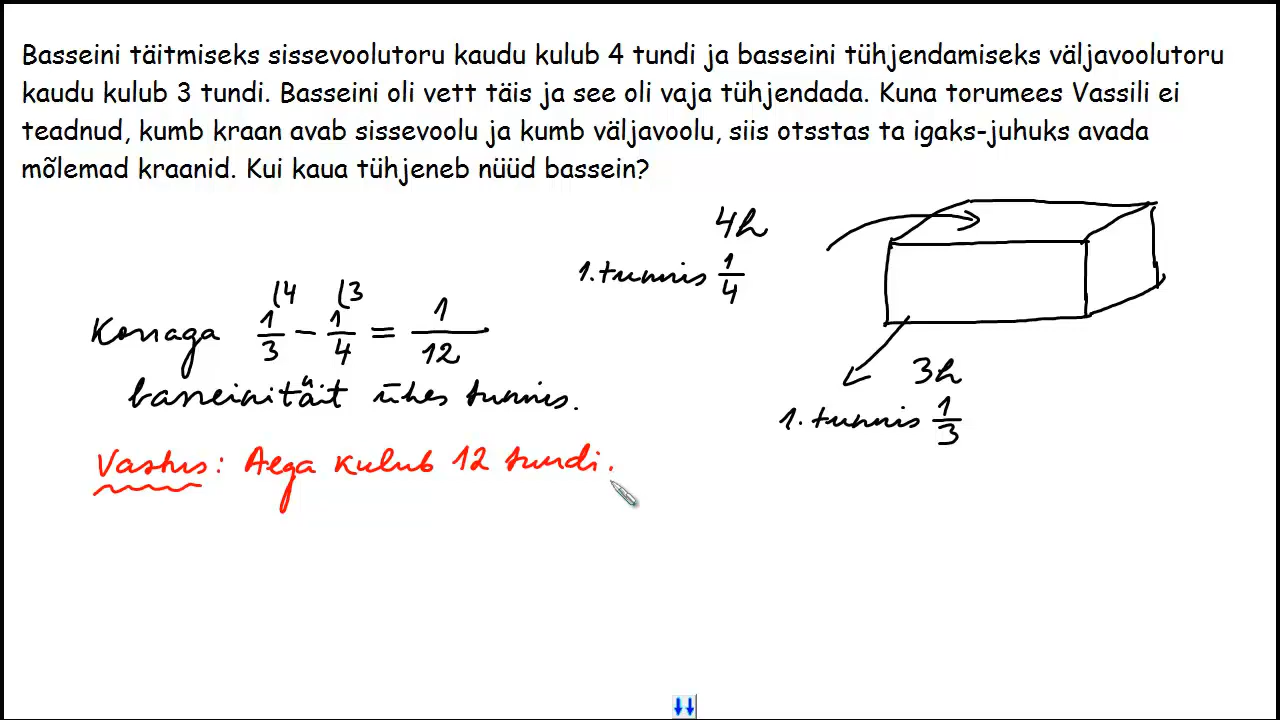 Basseini täitmiseks sissevoolutoru kaudu kulub 4 tundi ja basseini tühjendamiseks väljavoolutoru
kaudu kulub 3 tundi. Basseini oli vett täis ja see oli vaja tühjendada. Kuna torumees Vassili ei
teadnud, kumb kraan avab sissevoolu ja kumb väljavoolu, siis otsstas ta igaks-juhuks avada
mõlemad kraanid. Kui kaua tühjeneb nüüd bassein?
4h
1. tunnis 1/4
(4 (3
Korraga 1/3 - 1/4 = 1/12
basseinitäit ühes tunnis.
3h
1. tunnis 1/3
Vastus: Aega kulub 12 tundi.